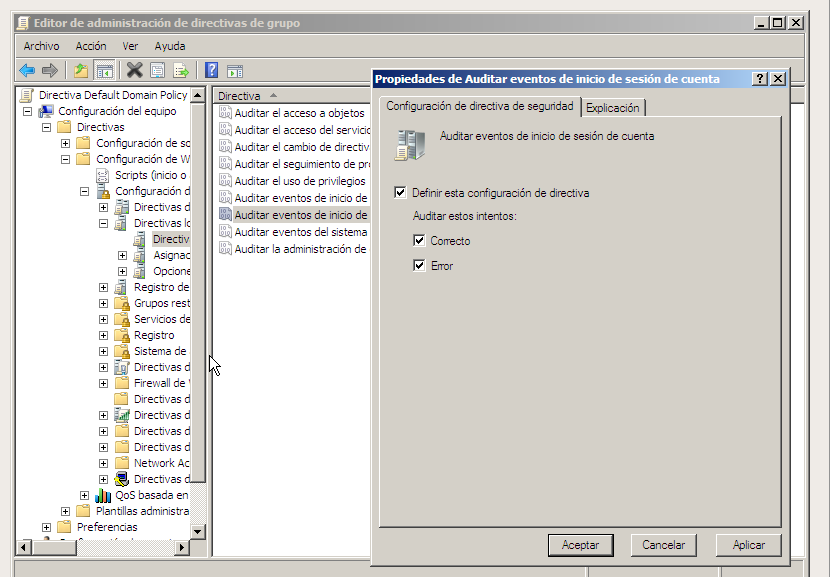 Editor de administración de directivas de grupo
Archivo Acción Ver Ayuda
Directiva Default Domain Policy
Configuración del equipo
Directivas
Configuración de so
Configuración de W
Scripts (inicio o
Configuración d
Directivas d
Directivas lo
Directiv
Asignac
Opcione
Registro de
Grupos rest
Servicios de
Registro
Sistema de
Directivas d
Firewall de
Directivas d
Directivas d
Directivas d
Directivas d
Network Ac
Directivas d
QoS basada en
Plantillas administra
Preferencias
Directiva
Auditar el acceso a objetos
Auditar el acceso del servicio
Auditar el cambio de directiv
Auditar el seguimiento de pro
Auditar el uso de privilegios
Auditar eventos de inicio de
Auditar eventos de inicio de
Auditar eventos del sistema
Auditar la administración de
Propiedades de Auditar eventos de inicio de sesión de cuenta
Configuración de directiva de seguridad Explicación
Auditar eventos de inicio de sesión de cuenta
Definir esta configuración de directiva
Auditar estos intentos:
Correcto
Error
Aceptar Cancelar Aplicar